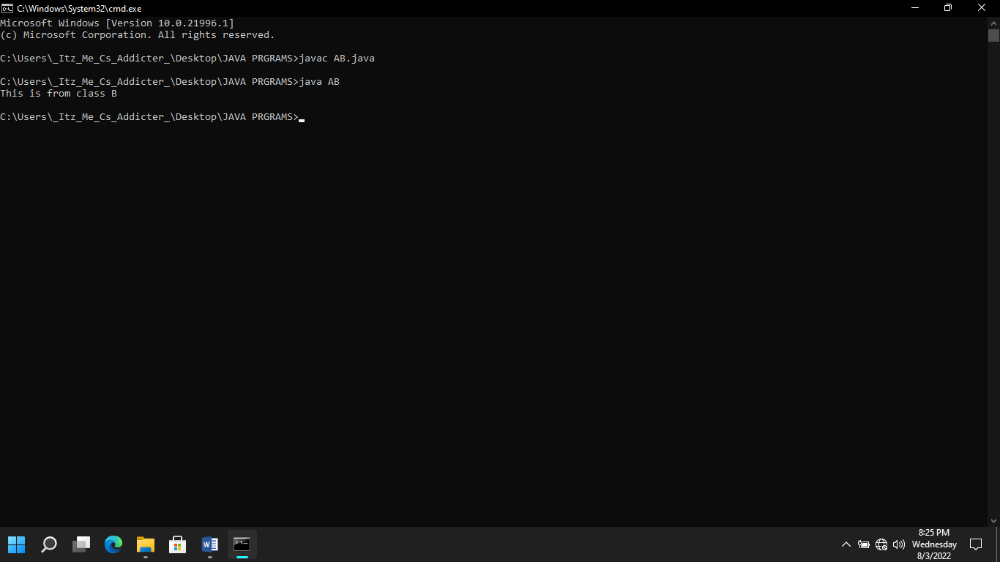 C:\Windows\System32\cmd.exe
Microsoft Windows [Version 10.0.21996.1]
(c) Microsoft Corporation. All rights reserved.
C:\Users\_Itz_Me_Cs_Addicter_\Desktop\JAVA PRGRAMS>javac AB.java
C:\Users\_Itz_Me_Cs_Addicter_\Desktop\JAVA PRGRAMS>java AB
This is from class B
C:\Users\_Itz_Me_Cs_Addicter_\Desktop\JAVA PRGRAMS>
8:25 PM
Wednesday
8/3/2022